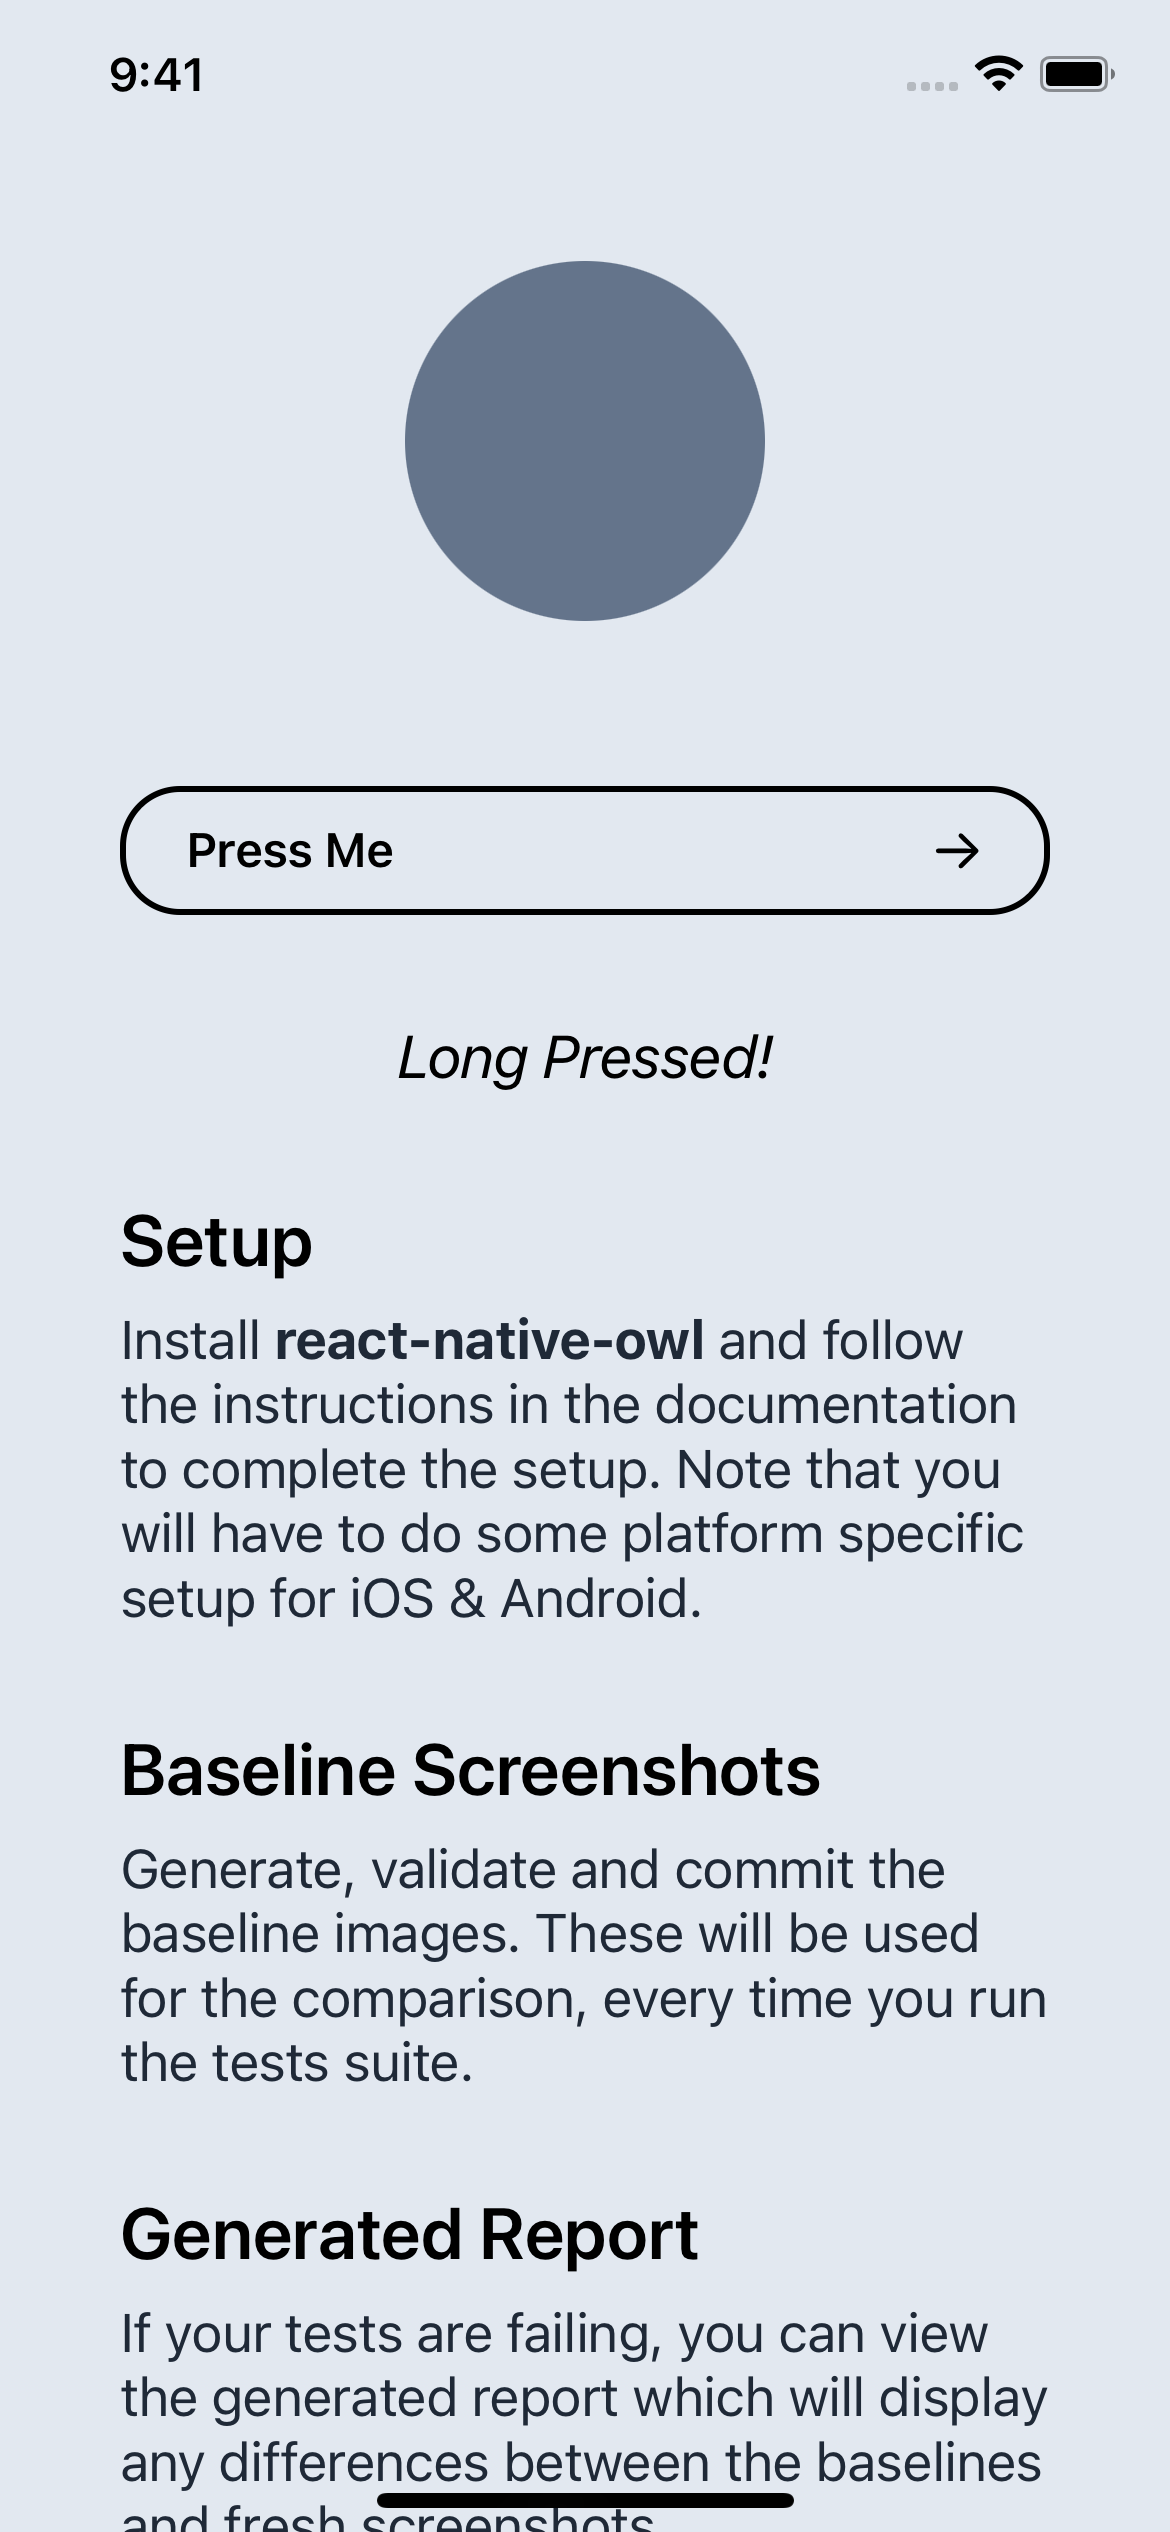 9:41
Press Me
Long Pressed!
Setup
Install react-native-owl and follow
the instructions in the documentation
to complete the setup. Note that you
will have to do some platform specific
setup for iOS & Android.
Baseline Screenshots
Generate, validate and commit the
baseline images. These will be used
for the comparison, every time you run
the tests suite.
Generated Report
If your tests are failing, you can view
the generated report which will display
any differences between the baselines
and fresh screenshots.